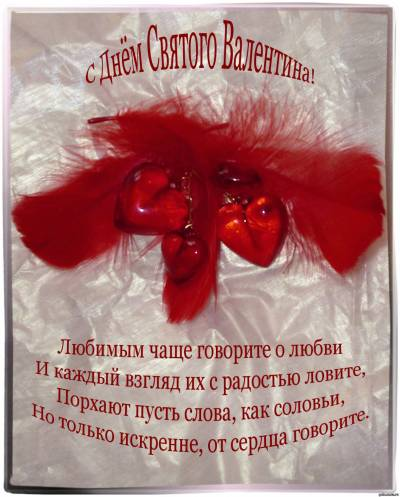 С Днём Святого Валентина!
Любимым чаще говорите о любви
И каждый взгляд их с радостью ловите,
Порхают пусть слова, как соловьи,
Но только искренне, от сердца говорите.